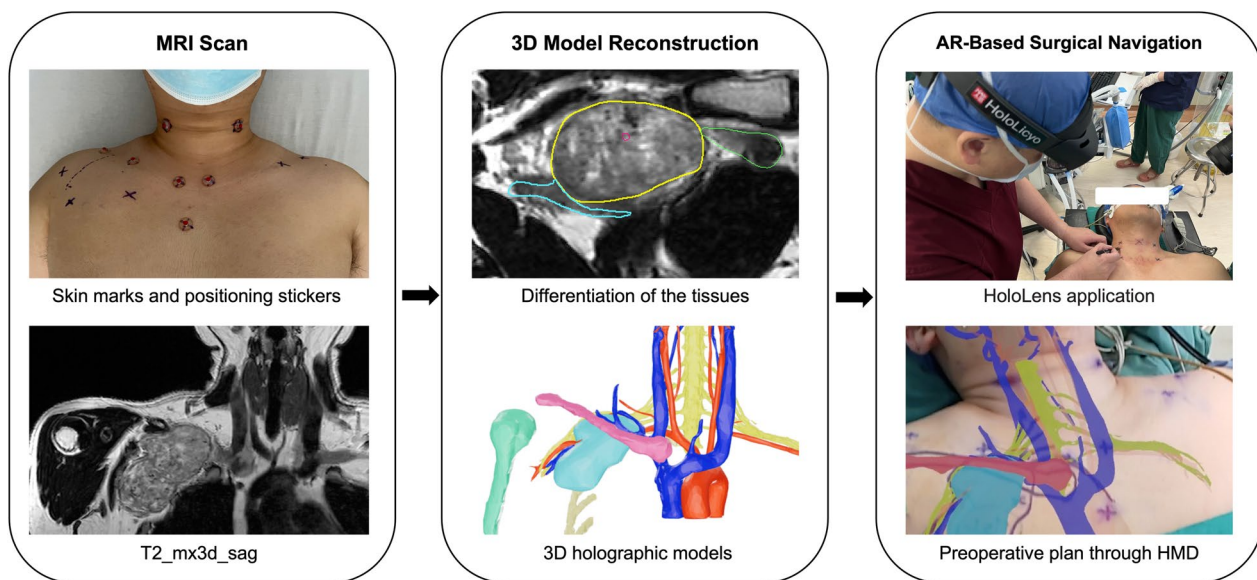 MRI Scan
Skin marks and positioning stickers
T2_mx3d_sag
3D Model Reconstruction
Differentiation of the tissues
3D holographic models
AR-Based Surgical Navigation
HoloLicyo
HoloLens application
Preoperative plan through HMD